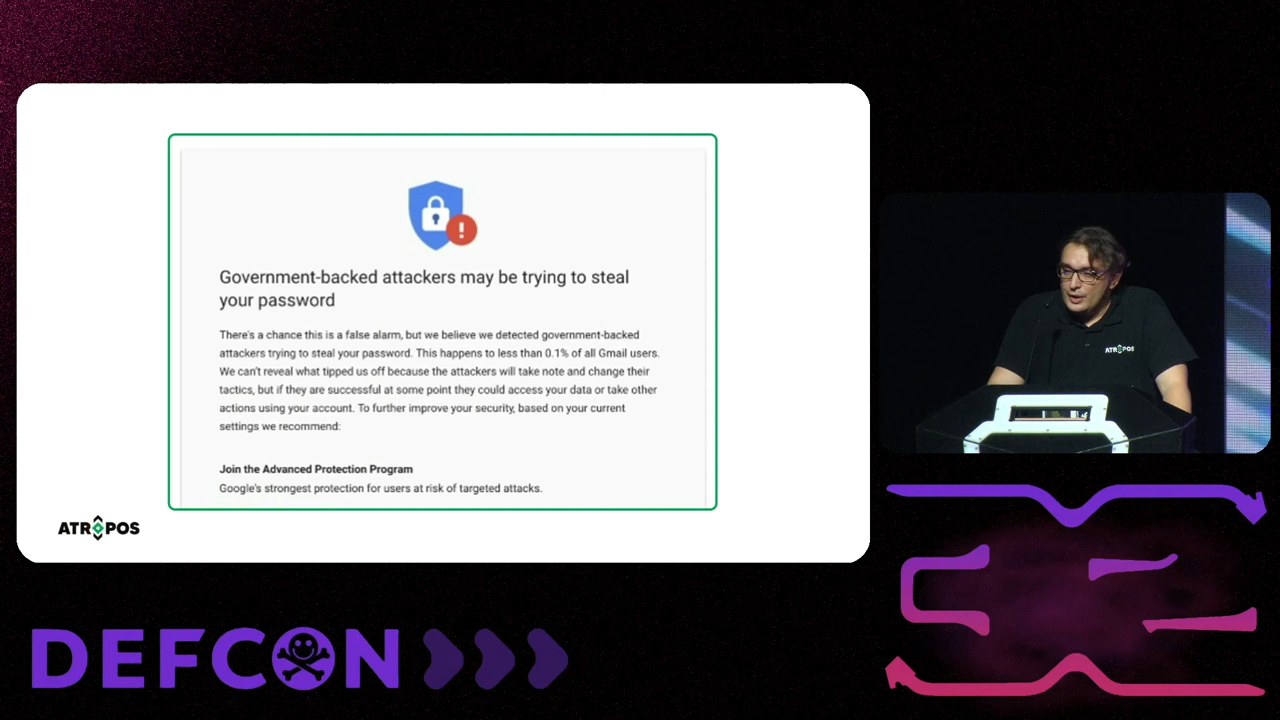 Government-backed attackers may be trying to steal
your password
There's a chance this is a false alarm, but we believe we detected government-backed
attackers trying to steal your password. This happens to less than 0.1% of all Gmail users.
We can't reveal what tipped us off because the attackers will take note and change their
tactics, but if they are successful at some point they could access your data or take other
actions using your account. To further improve your security, based on your current
settings we recommend:
Join the Advanced Protection Program
Google's strongest protection for users at risk of targeted attacks.
ATROPOS
ATROPOS
DEFCON